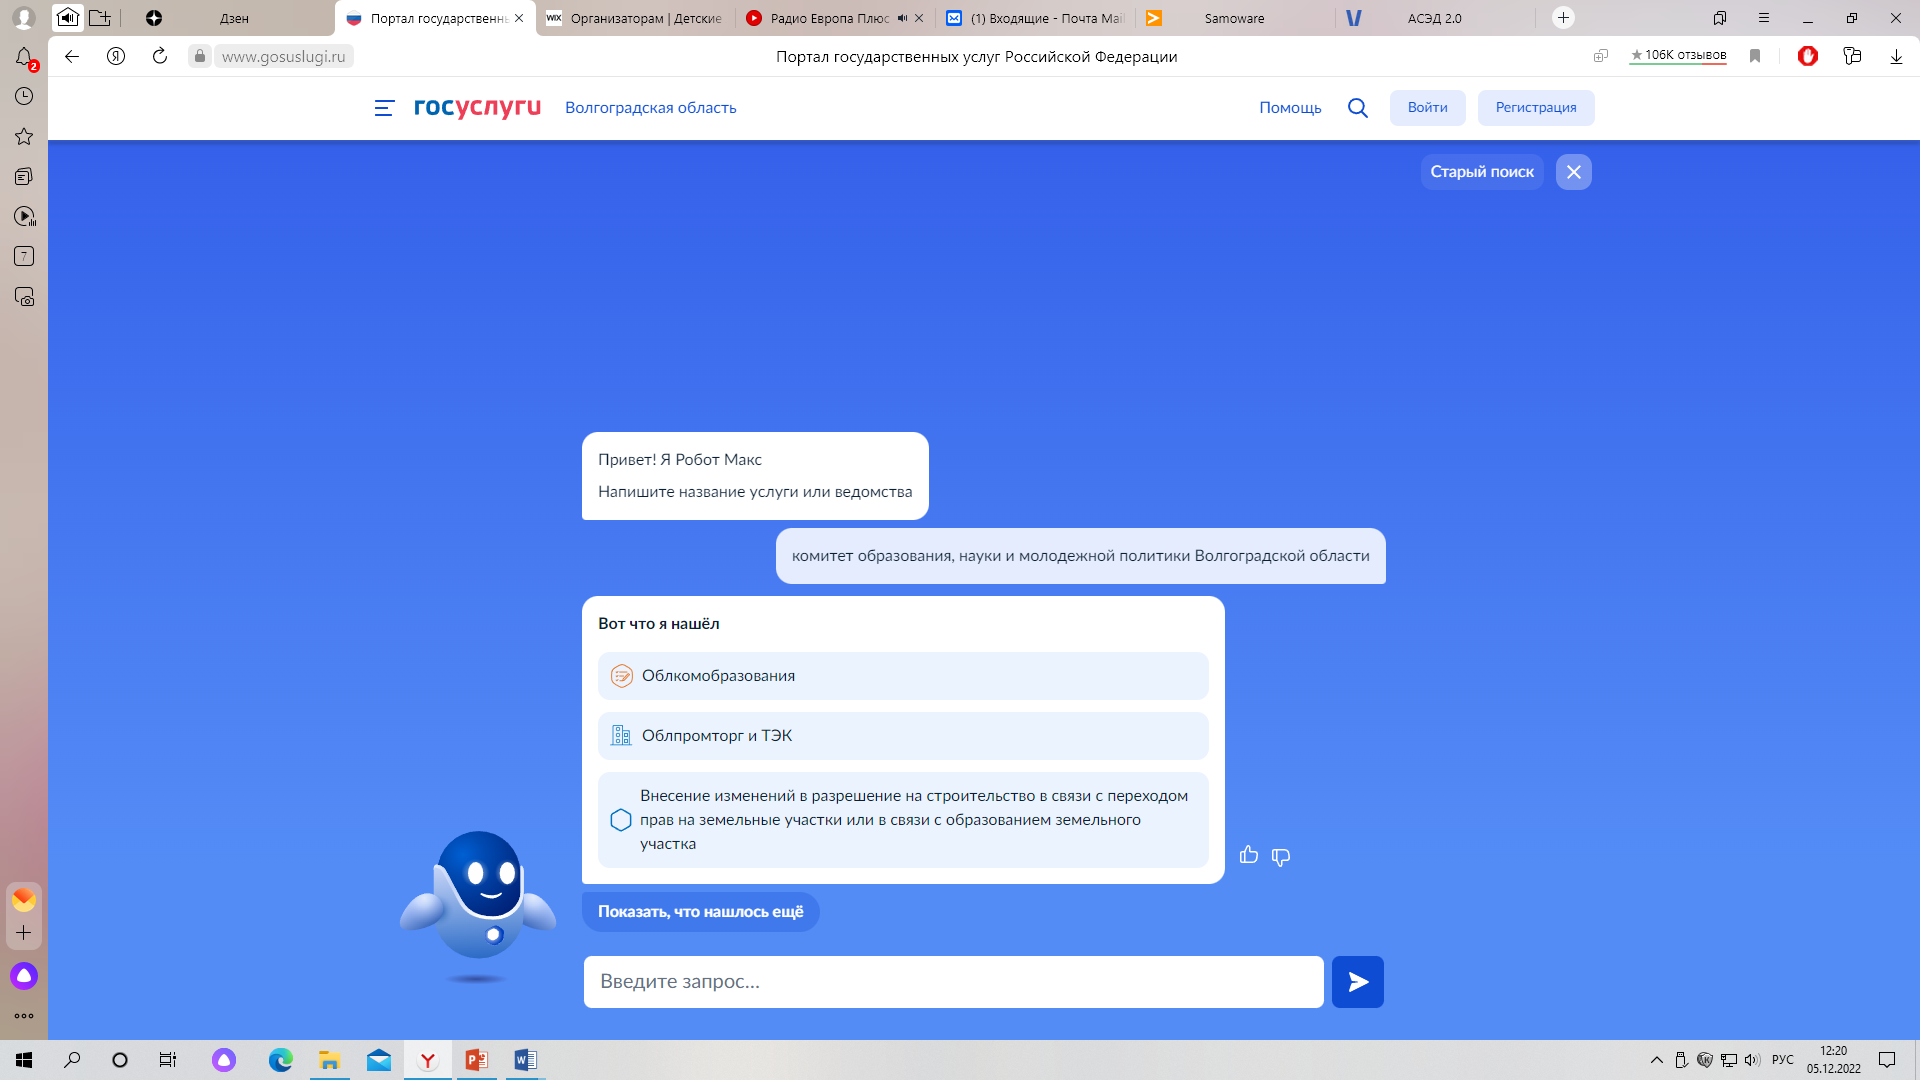 Дзен
Портал государственнь
WIX
Организаторам | Детские
Радио Европа Плюс
(1) Входящие - Почта Mail
Samoware
АСЭД 2.0
2
Я
www.gosuslugi.ru
Портал государственных услуг Российской Федерации
106К отзывов
госуслуги
Волгоградская область
Помощь
Войти
Регистрация
Старый поиск
7
Привет! Я Робот Макс
Напишите название услуги или ведомства
комитет образования, науки и молодежной политики Волгоградской области
Вот что я нашёл
Облкомобразования
Облпромторг и ТЭК
Внесение изменений в разрешение на строительство в связи с переходом
прав на земельные участки или в связи с образованием земельного
участка
Показать, что нашлось ещё
Введите запрос...
РУС
12:20
05.12.2022